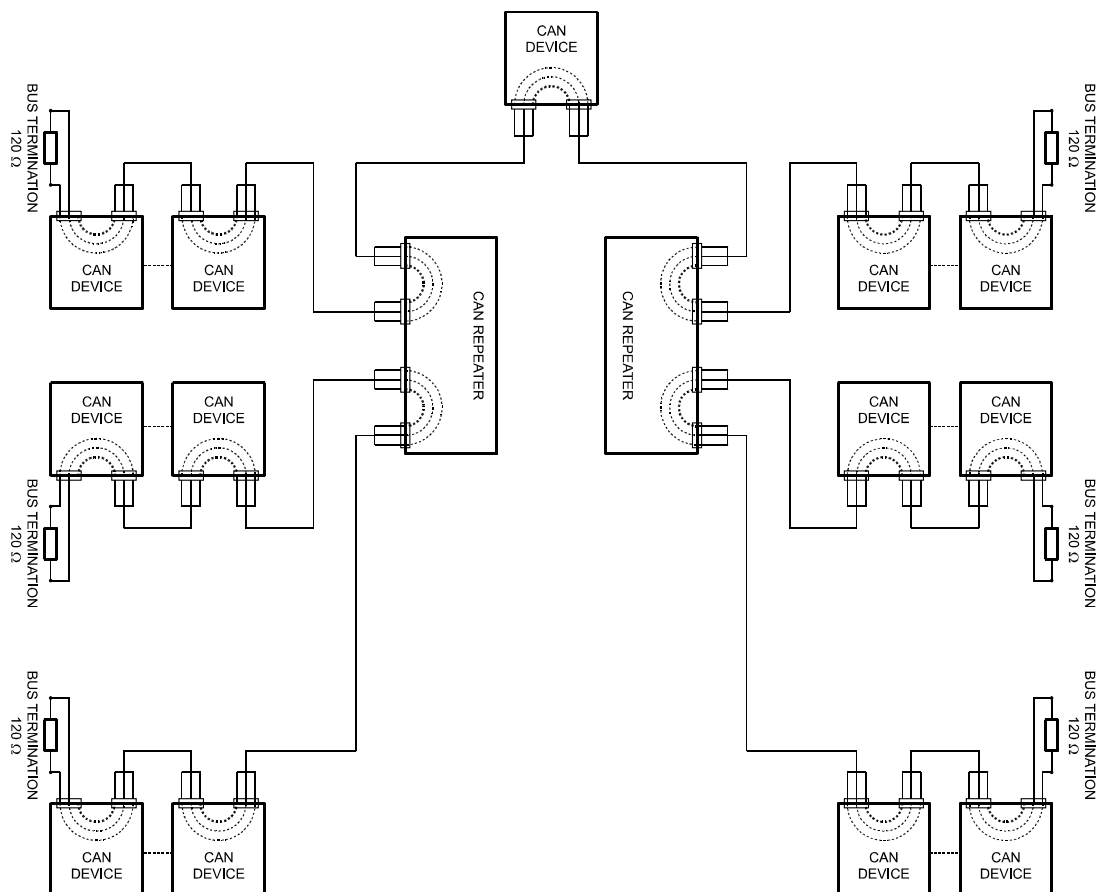 CAN
DEVICE
BUS TERMINATION
120 Ω
BUS TERMINATION
120 Ω
CAN
DEVICE
CAN
DEVICE
CAN
DEVICE
CAN
DEVICE
CAN REPEATER
CAN REPEATER
CAN
DEVICE
CAN
DEVICE
CAN
DEVICE
CAN
DEVICE
BUS TERMINATION
120 Ω
BUS TERMINATION
120 Ω
BUS TERMINATION
120 Ω
BUS TERMINATION
120 Ω
CAN
DEVICE
CAN
DEVICE
CAN
DEVICE
CAN
DEVICE